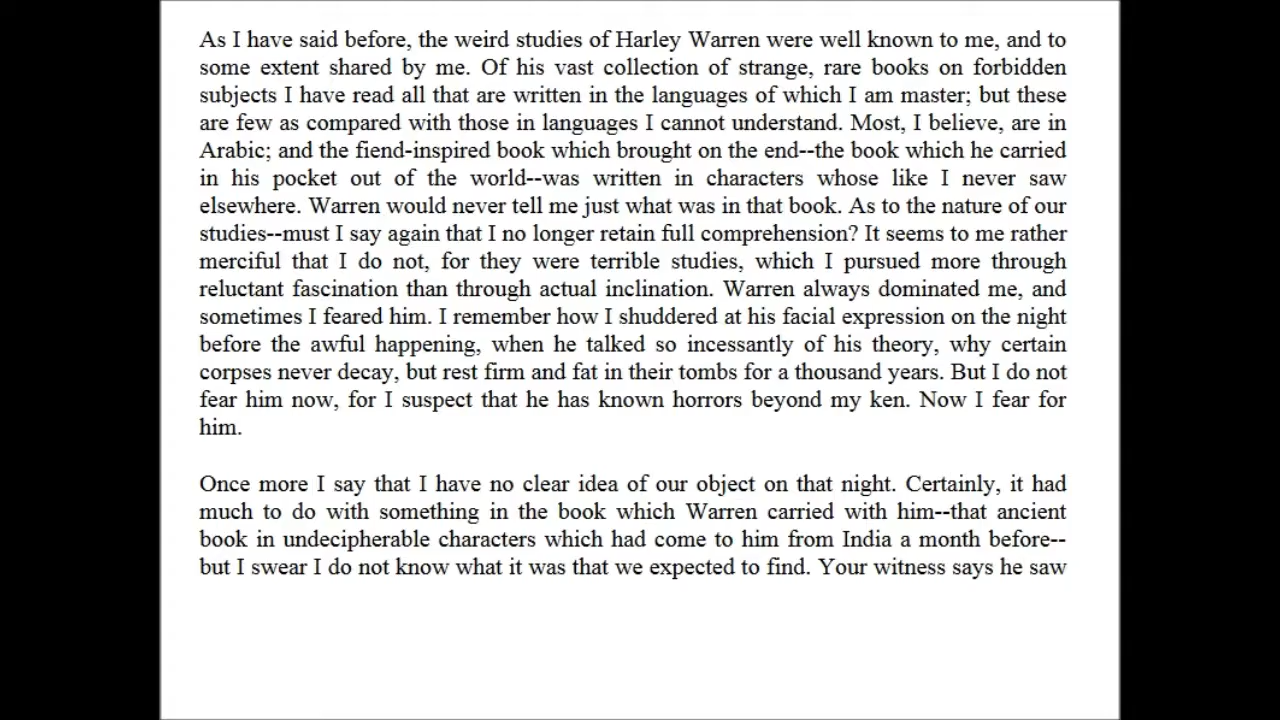 As I have said before, the weird studies of Harley Warren were well known to me, and to
some extent shared by me. Of his vast collection of strange, rare books on forbidden
subjects I have read all that are written in the languages of which I am master; but these
are few as compared with those in languages I cannot understand. Most, I believe, are in
Arabic; and the fiend-inspired book which brought on the end--the book which he carried
in his pocket out of the world--was written in characters whose like I never saw
elsewhere. Warren would never tell me just what was in that book. As to the nature of our
studies--must I say again that I no longer retain full comprehension? It seems to me rather
merciful that I do not, for they were terrible studies, which I pursued more through
reluctant fascination than through actual inclination. Warren always dominated me, and
sometimes I feared him. I remember how I shuddered at his facial expression on the night
before the awful happening, when he talked so incessantly of his theory, why certain
corpses never decay, but rest firm and fat in their tombs for a thousand years. But I do not
fear him now, for I suspect that he has known horrors beyond my ken. Now I fear for
him.
Once more I say that I have no clear idea of our object on that night. Certainly, it had
much to do with something in the book which Warren carried with him--that ancient
book in undecipherable characters which had come to him from India a month before--
but I swear I do not know what it was that we expected to find. Your witness says he saw